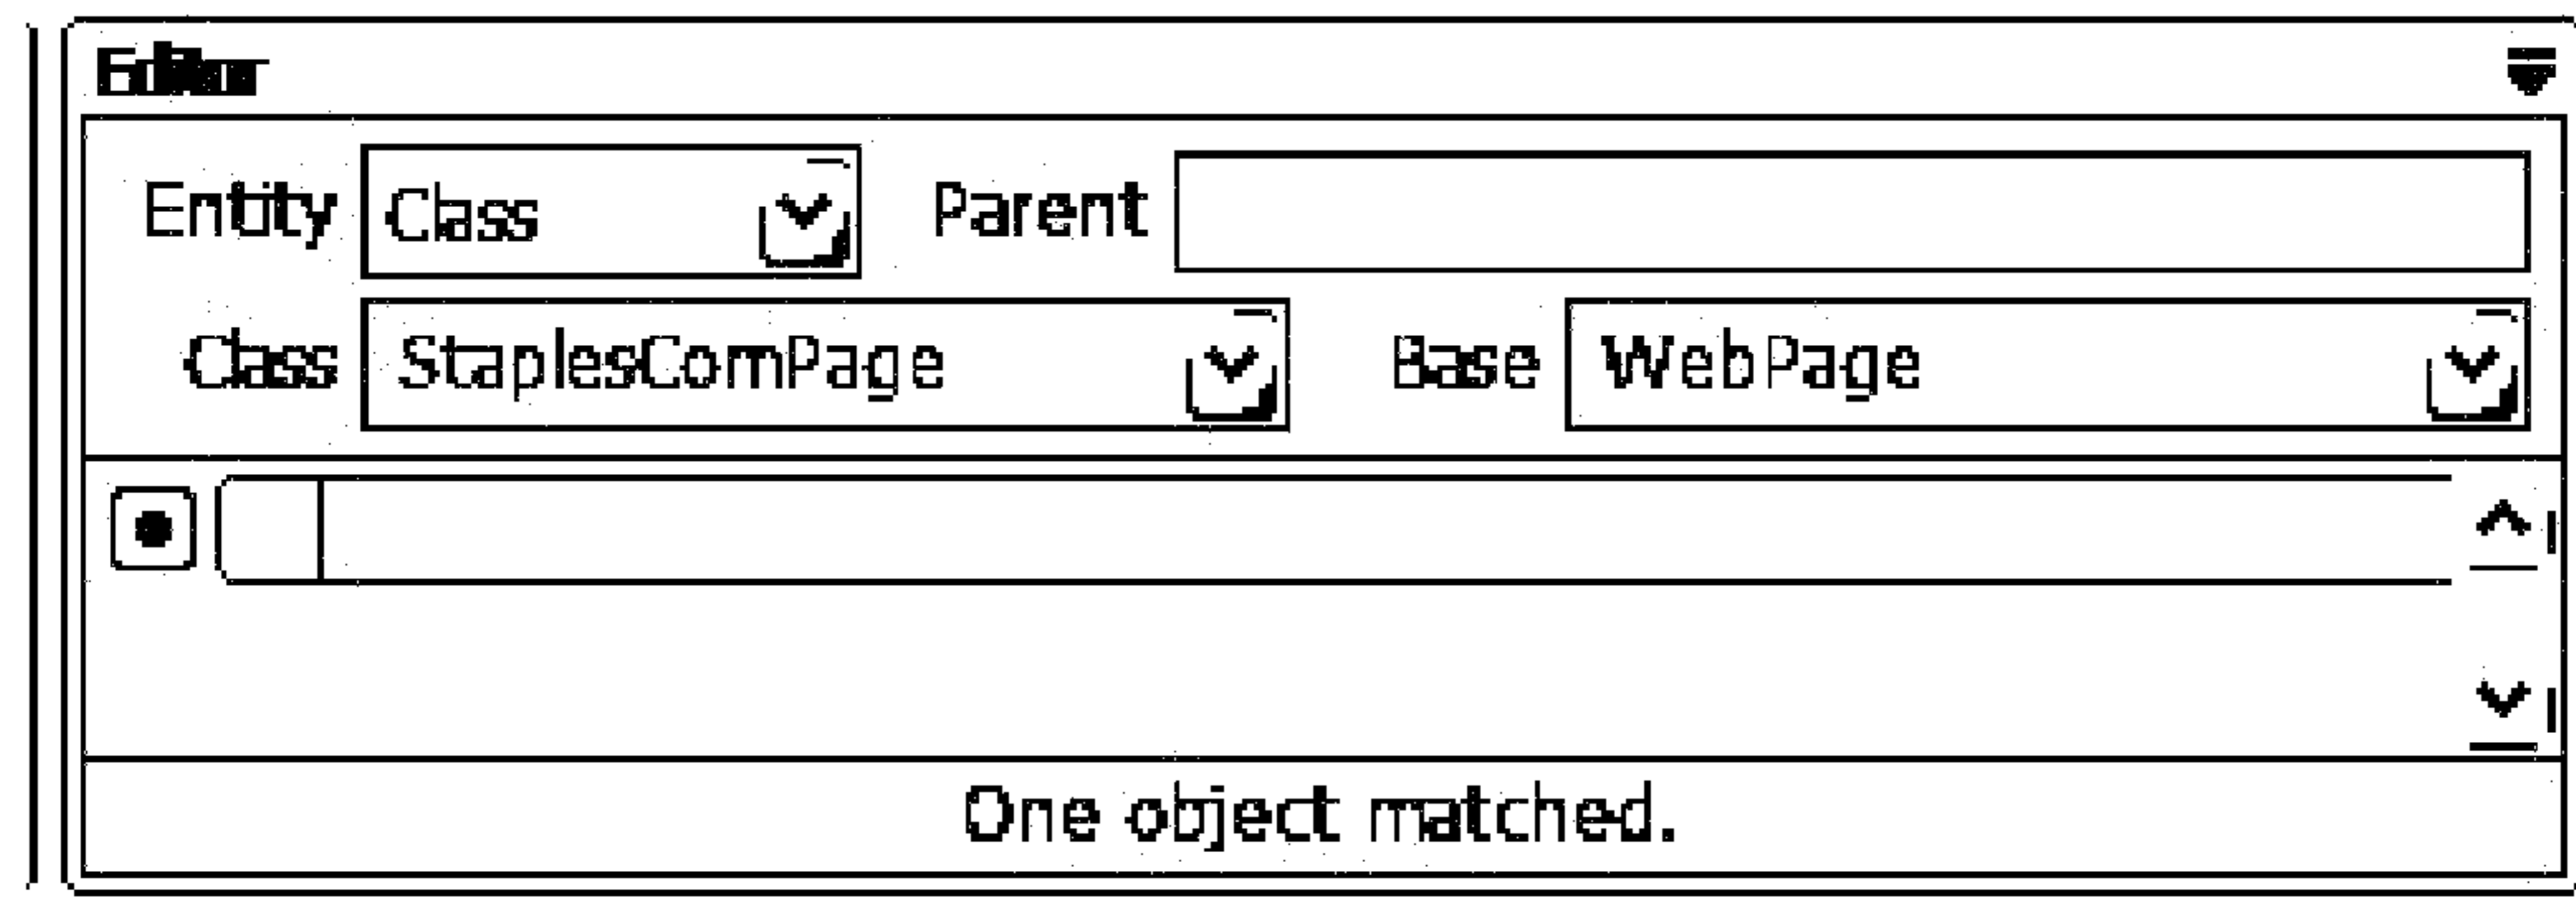 Editor
Entity Class Parent
Class StaplesComPage Base WebPage
One object matched.